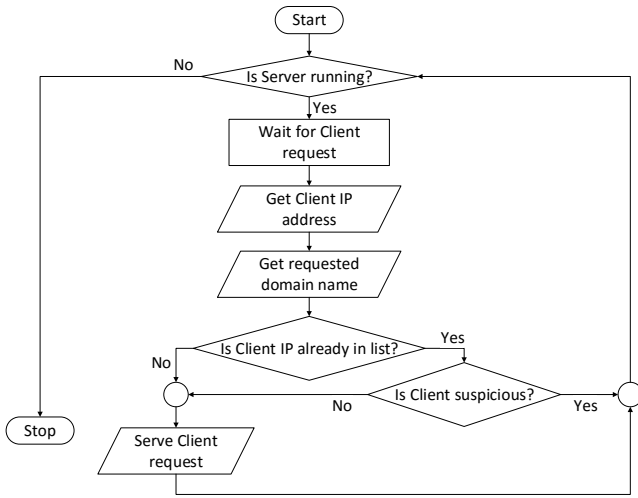 Start
No
Is Server running?
Yes
Wait for Client
request
Get Client IP
address
Get requested
domain name
Is Client IP already in list?
Yes
No
Is Client suspicious?
No
Yes
Stop
Serve Client
request